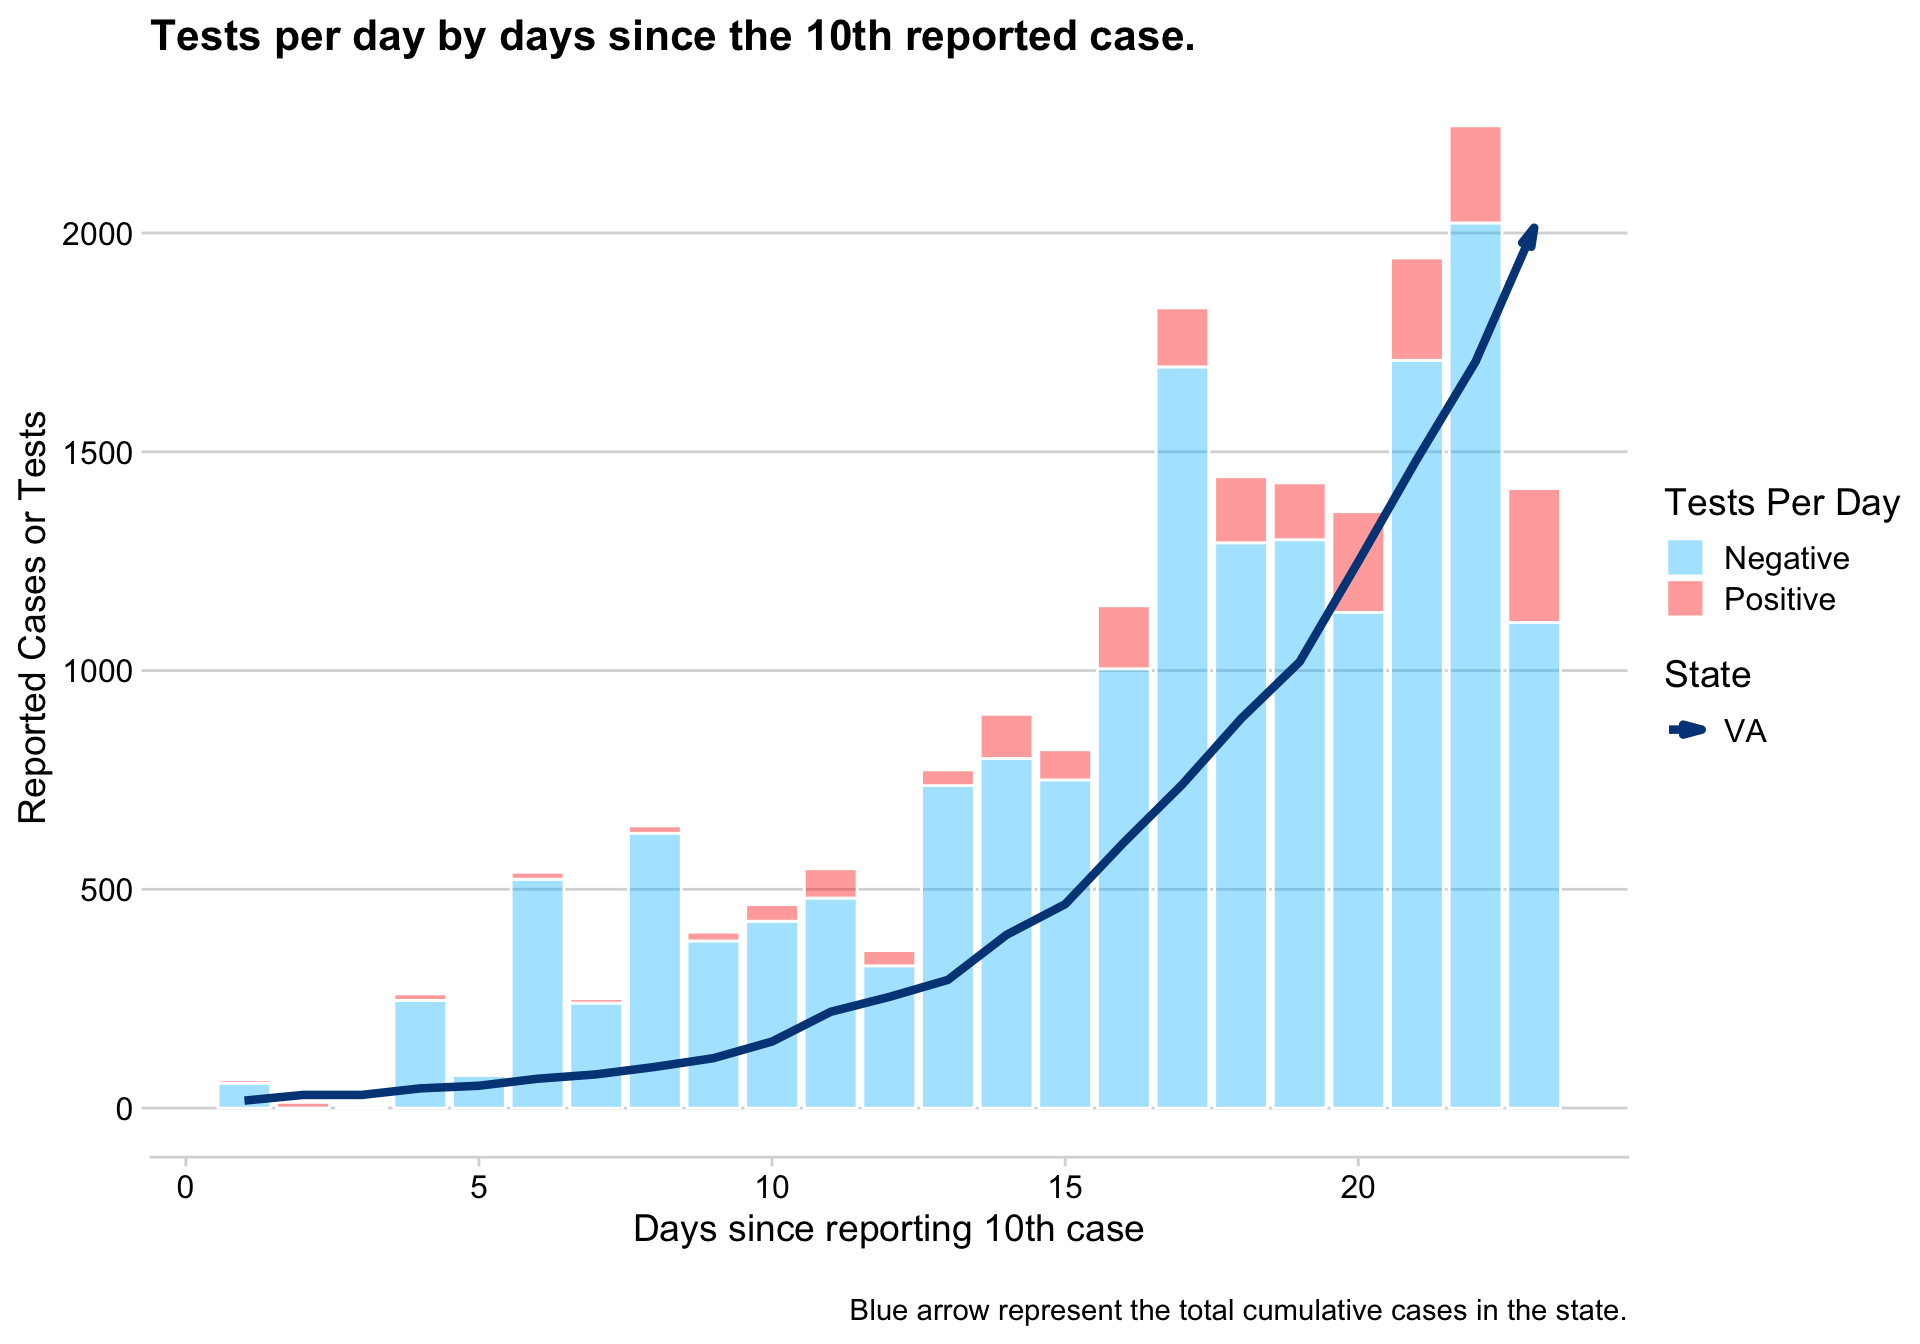 Tests per day by days since the 10th reported case.
Reported Cases or Tests
2000
1500
1000
500
0
0 5 10 15 20
Days since reporting 10th case
Tests Per Day
Negative
Positive
State
VA
Blue arrow represent the total cumulative cases in the state.